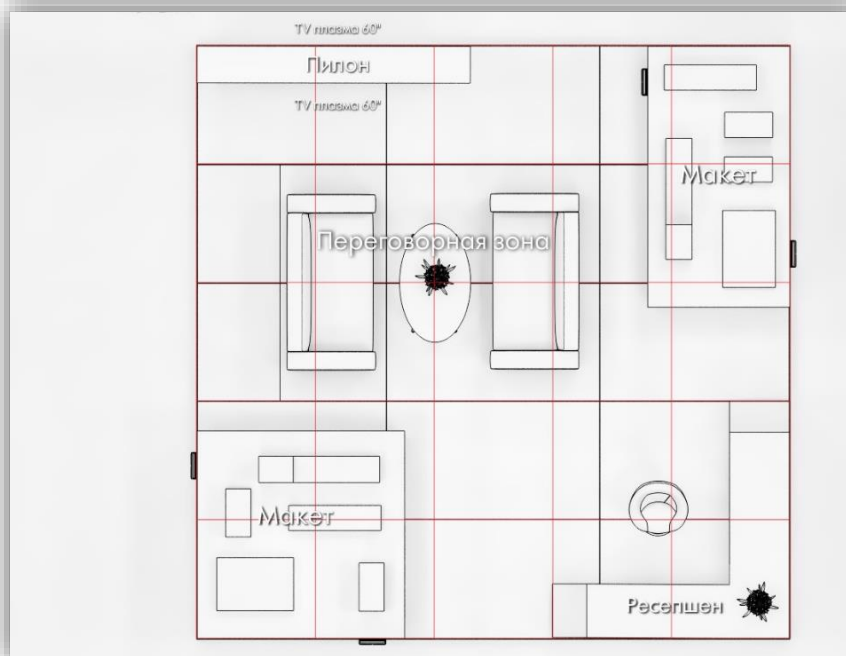 TV плазма 60"
Пилон
TV плазма 60"
Макет
Переговорная зона
Макет
Ресепшен